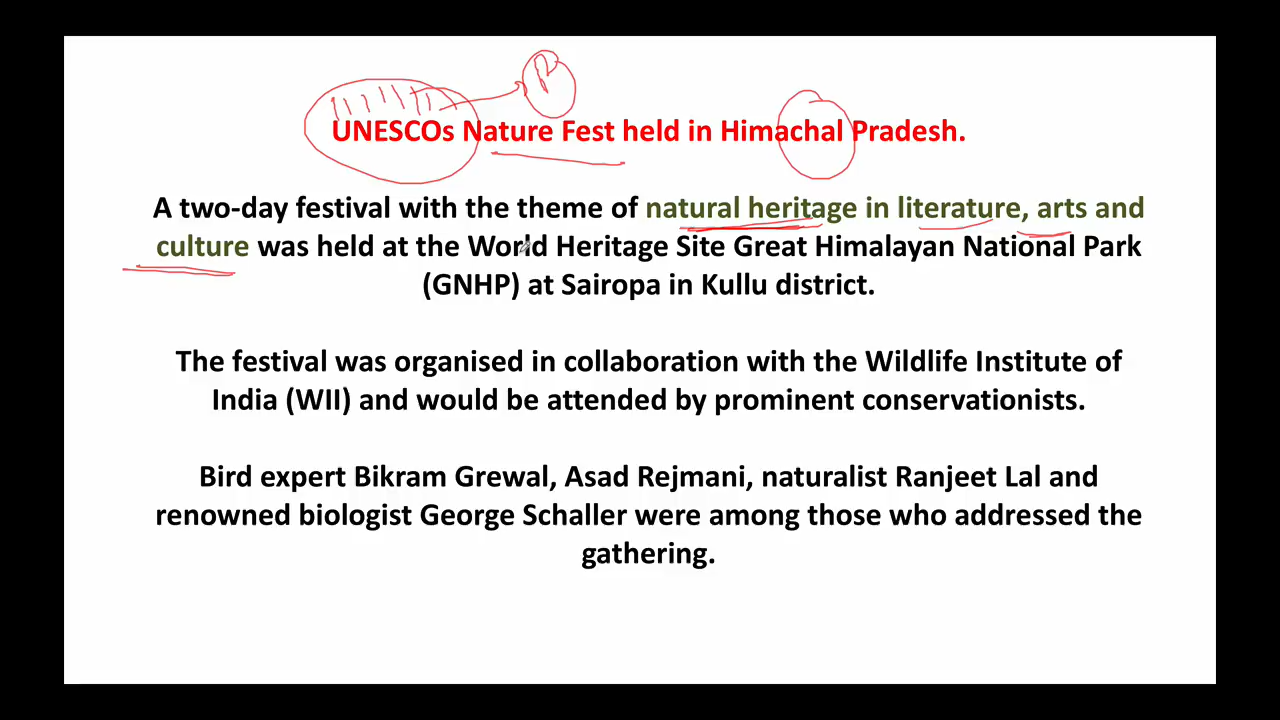 UNESCOs Nature Fest held in Himachal Pradesh.
A two-day festival with the theme of natural heritage in literature, arts and
culture was held at the World Heritage Site Great Himalayan National Park
(GNHP) at Sairopa in Kullu district.
The festival was organised in collaboration with the Wildlife Institute of
India (WII) and would be attended by prominent conservationists.
Bird expert Bikram Grewal, Asad Rejmani, naturalist Ranjeet Lal and
renowned biologist George Schaller were among those who addressed the
gathering.